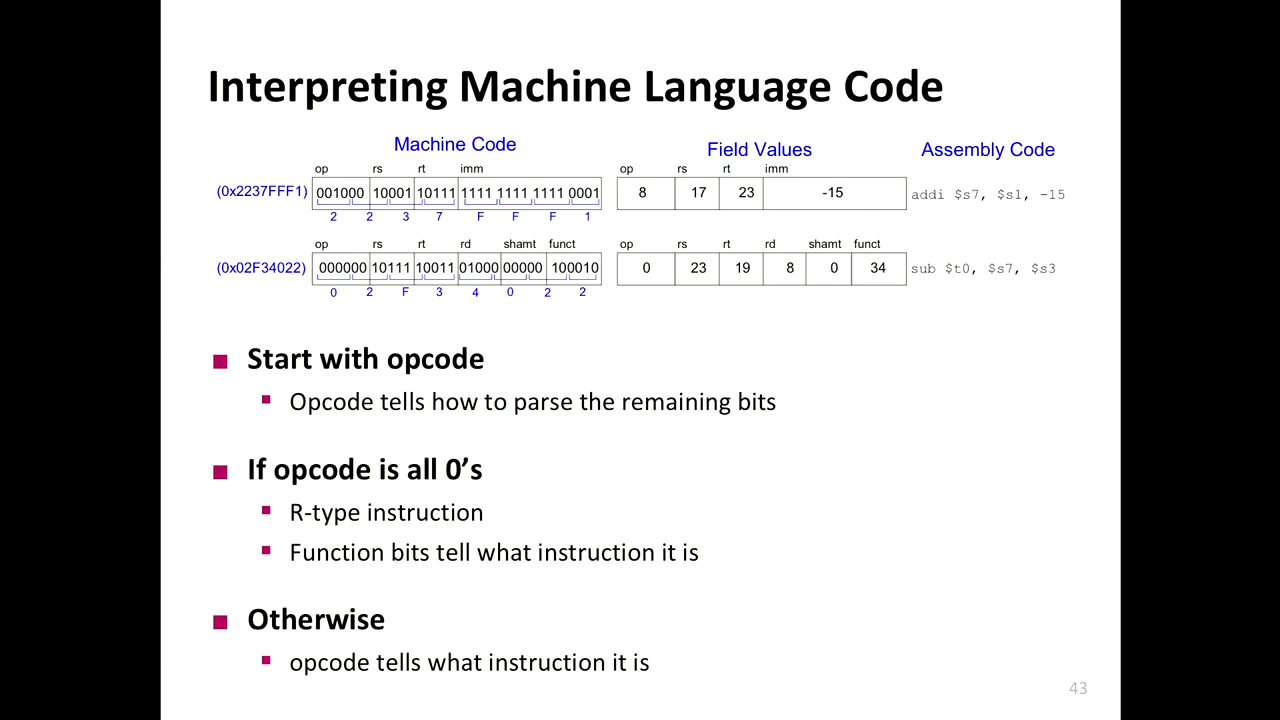 Interpreting Machine Language Code
Machine Code Field Values Assembly Code
op rs rt imm op rs rt imm
(0x2237FFF1) 001000 10001 10111 1111 1111 1111 0001 8 17 23 -15 addi $s7, $s1, -15
2 2 3 7 F F F 1
op rs rt rd shamt funct op rs rt rd shamt funct
(0x02F34022) 000000 10111 10011 01000 00000 100010 0 23 19 8 0 34 sub $t0, $s7, $s3
0 2 F 3 4 0 2 2
Start with opcode
Opcode tells how to parse the remaining bits
If opcode is all 0’s
R-type instruction
Function bits tell what instruction it is
Otherwise
opcode tells what instruction it is
43